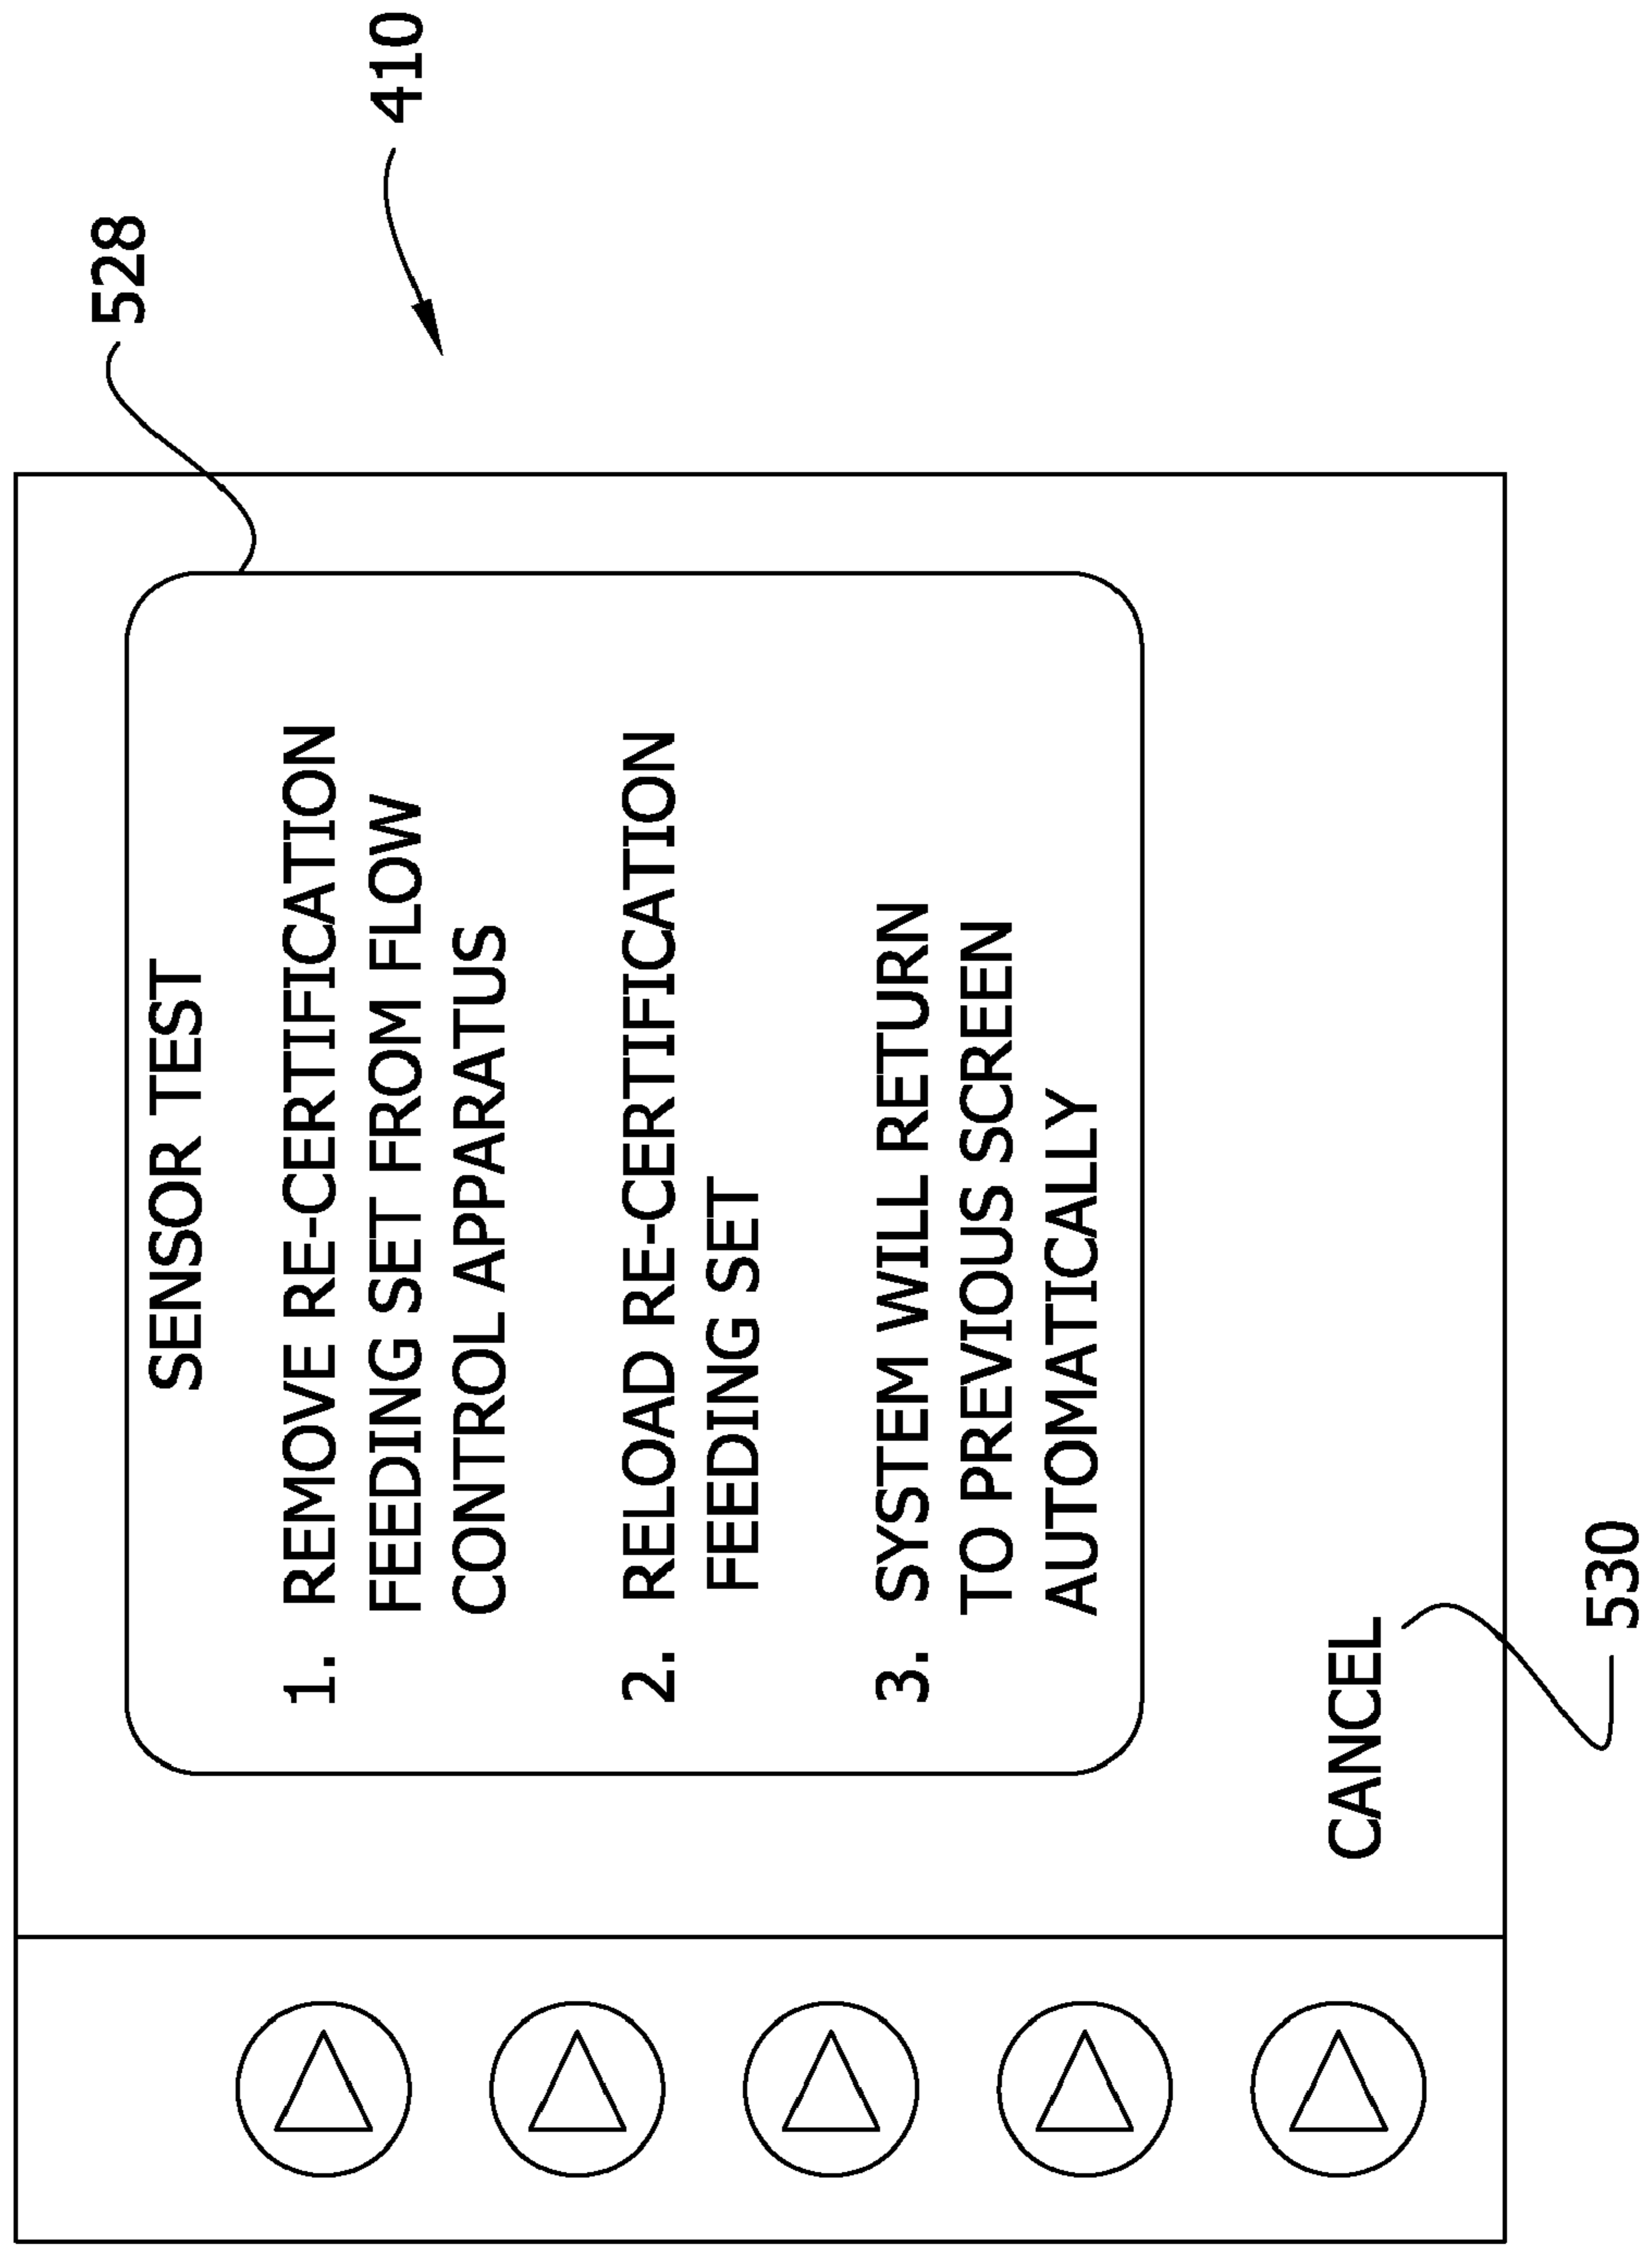 528
410
SENSOR TEST
1. REMOVE RE-CERTIFICATION
FEEDING SET FROM FLOW
CONTROL APPARATUS
2. RELOAD RE-CERTIFICATION
FEEDING SET
3. SYSTEM WILL RETURN
TO PREVIOUS SCREEN
AUTOMATICALLY
CANCEL
530